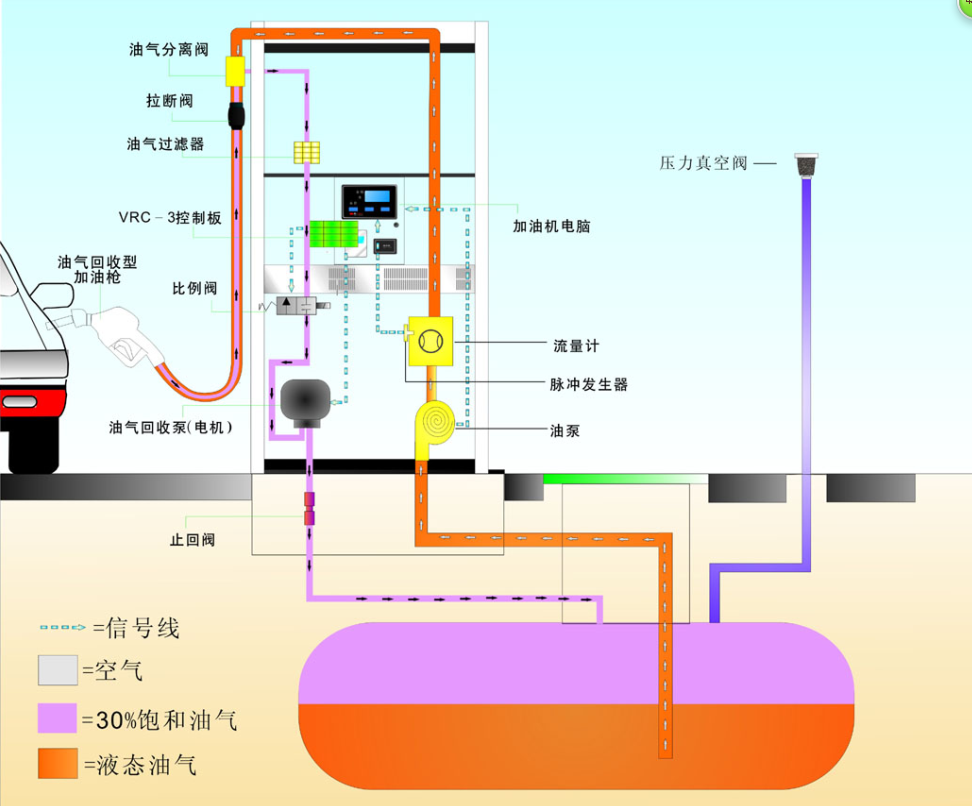 油气分离阀
拉断阀
油气过滤器
压力真空阀
VRC-3控制板
加油机电脑
油气回收型
加油枪
比例阀
流量计
脉冲发生器
油气回收泵(电机)
油泵
止回阀
=信号线
=空气
=30%饱和油气
=液态油气